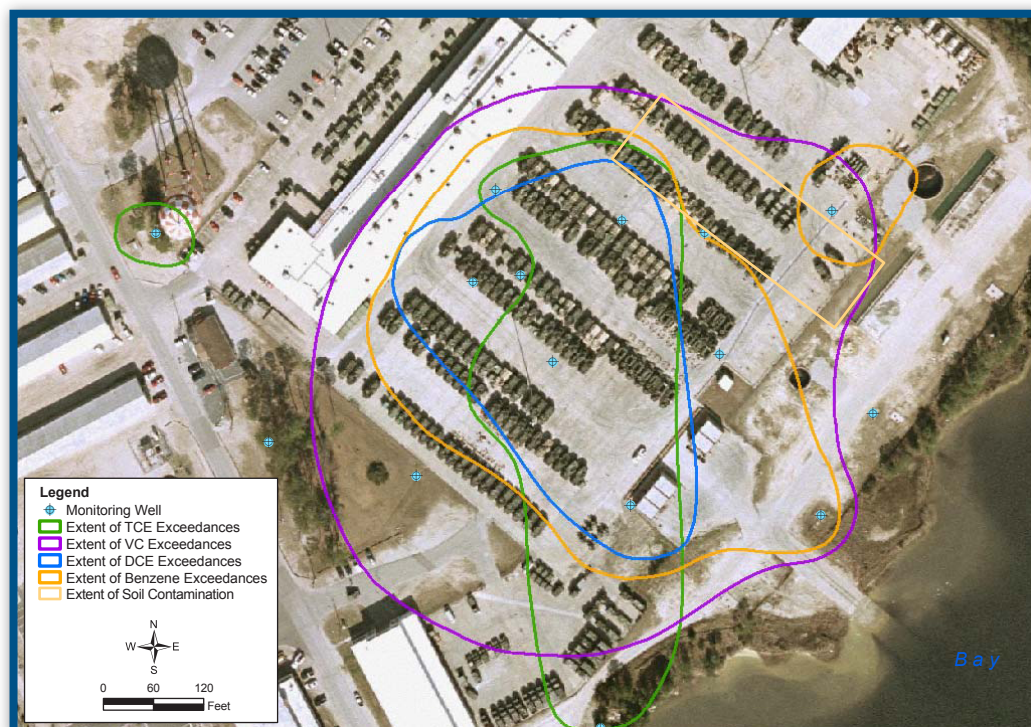 Legend
Monitoring Well
Extent of TCE Exceedances
Extent of VC Exceedances
Extent of DCE Exceedances
Extent of Benzene Exceedances
Extent of Soil Contamination
N
W E
S
0 60 120
Feet
Bay